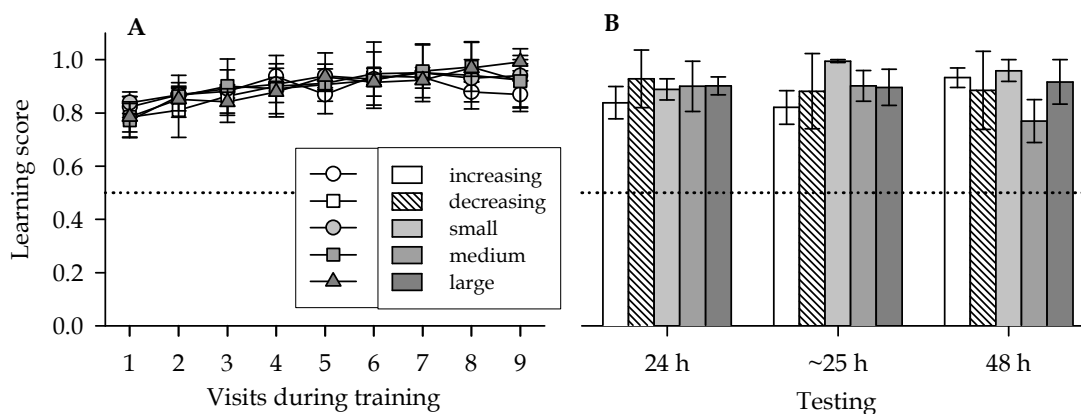 A
B
Learning score
1.0
0.8
0.6
0.4
0.2
0.0
increasing
decreasing
small
medium
large
1 2 3 4 5 6 7 8 9
24 h ~25 h 48 h
Visits during training
Testing